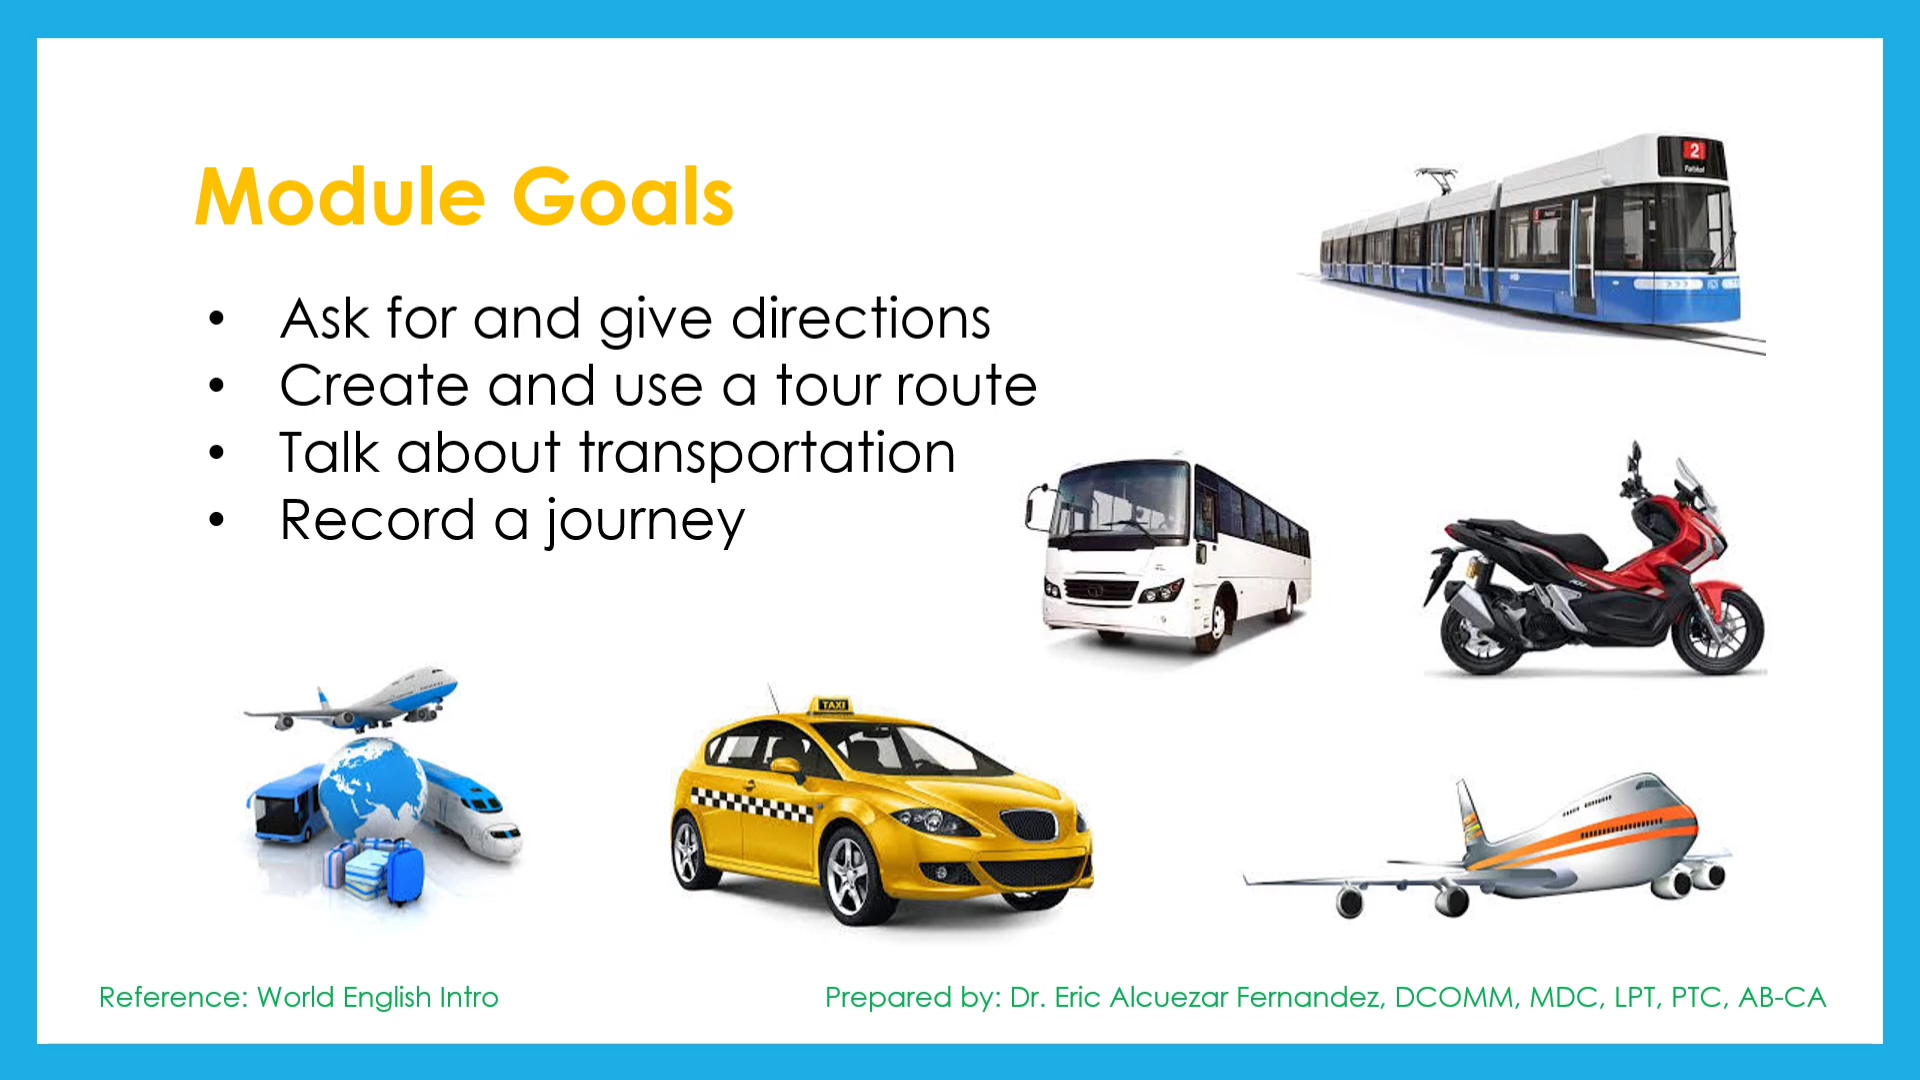 Module Goals
• Ask for and give directions
• Create and use a tour route
• Talk about transportation
• Record a journey
2
TAXI
Reference: World English Intro
Prepared by: Dr. Eric Alcuezar Fernandez, DCOMM, MDC, LPT, PTC, AB-CA